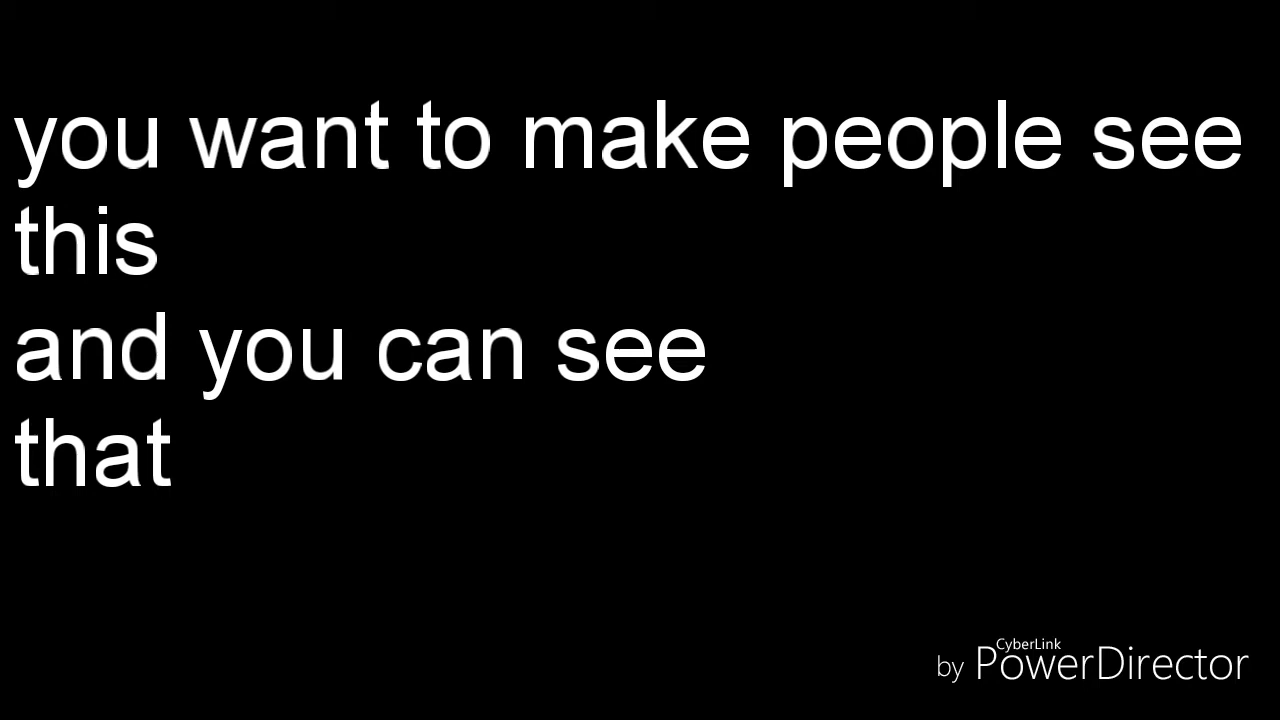 you want to make people see
this
and you can see
that
CyberLink
by PowerDirector